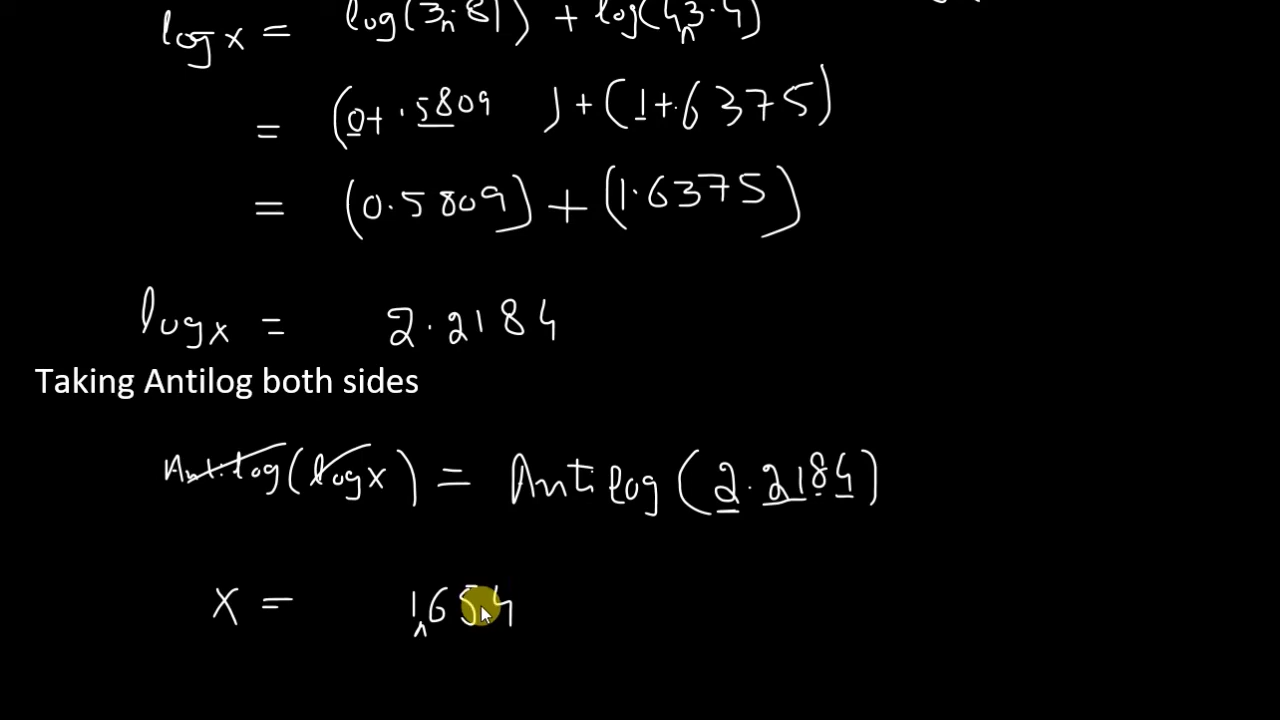 log x = log(3.81) + log(43.4)
= (0+ .5809 ) + (1+.6375)
= (0.5809) + (1.6375)
log x = 2.2184
Taking Antilog both sides
Antilog(log x) = Antilog(2.2184)
x = 1654